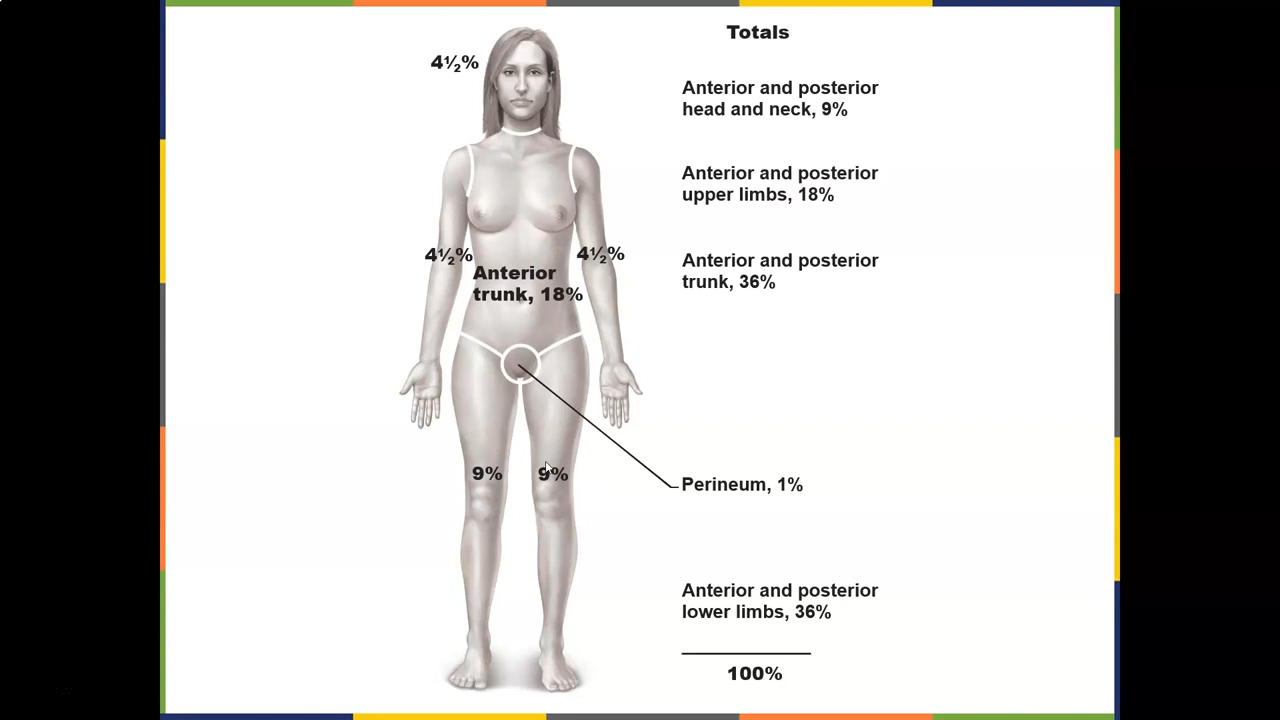 Totals
4½%
Anterior and posterior
head and neck, 9%
Anterior and posterior
upper limbs, 18%
4½%
4½%
Anterior
trunk, 18%
Anterior and posterior
trunk, 36%
9%
9%
Perineum, 1%
Anterior and posterior
lower limbs, 36%
100%